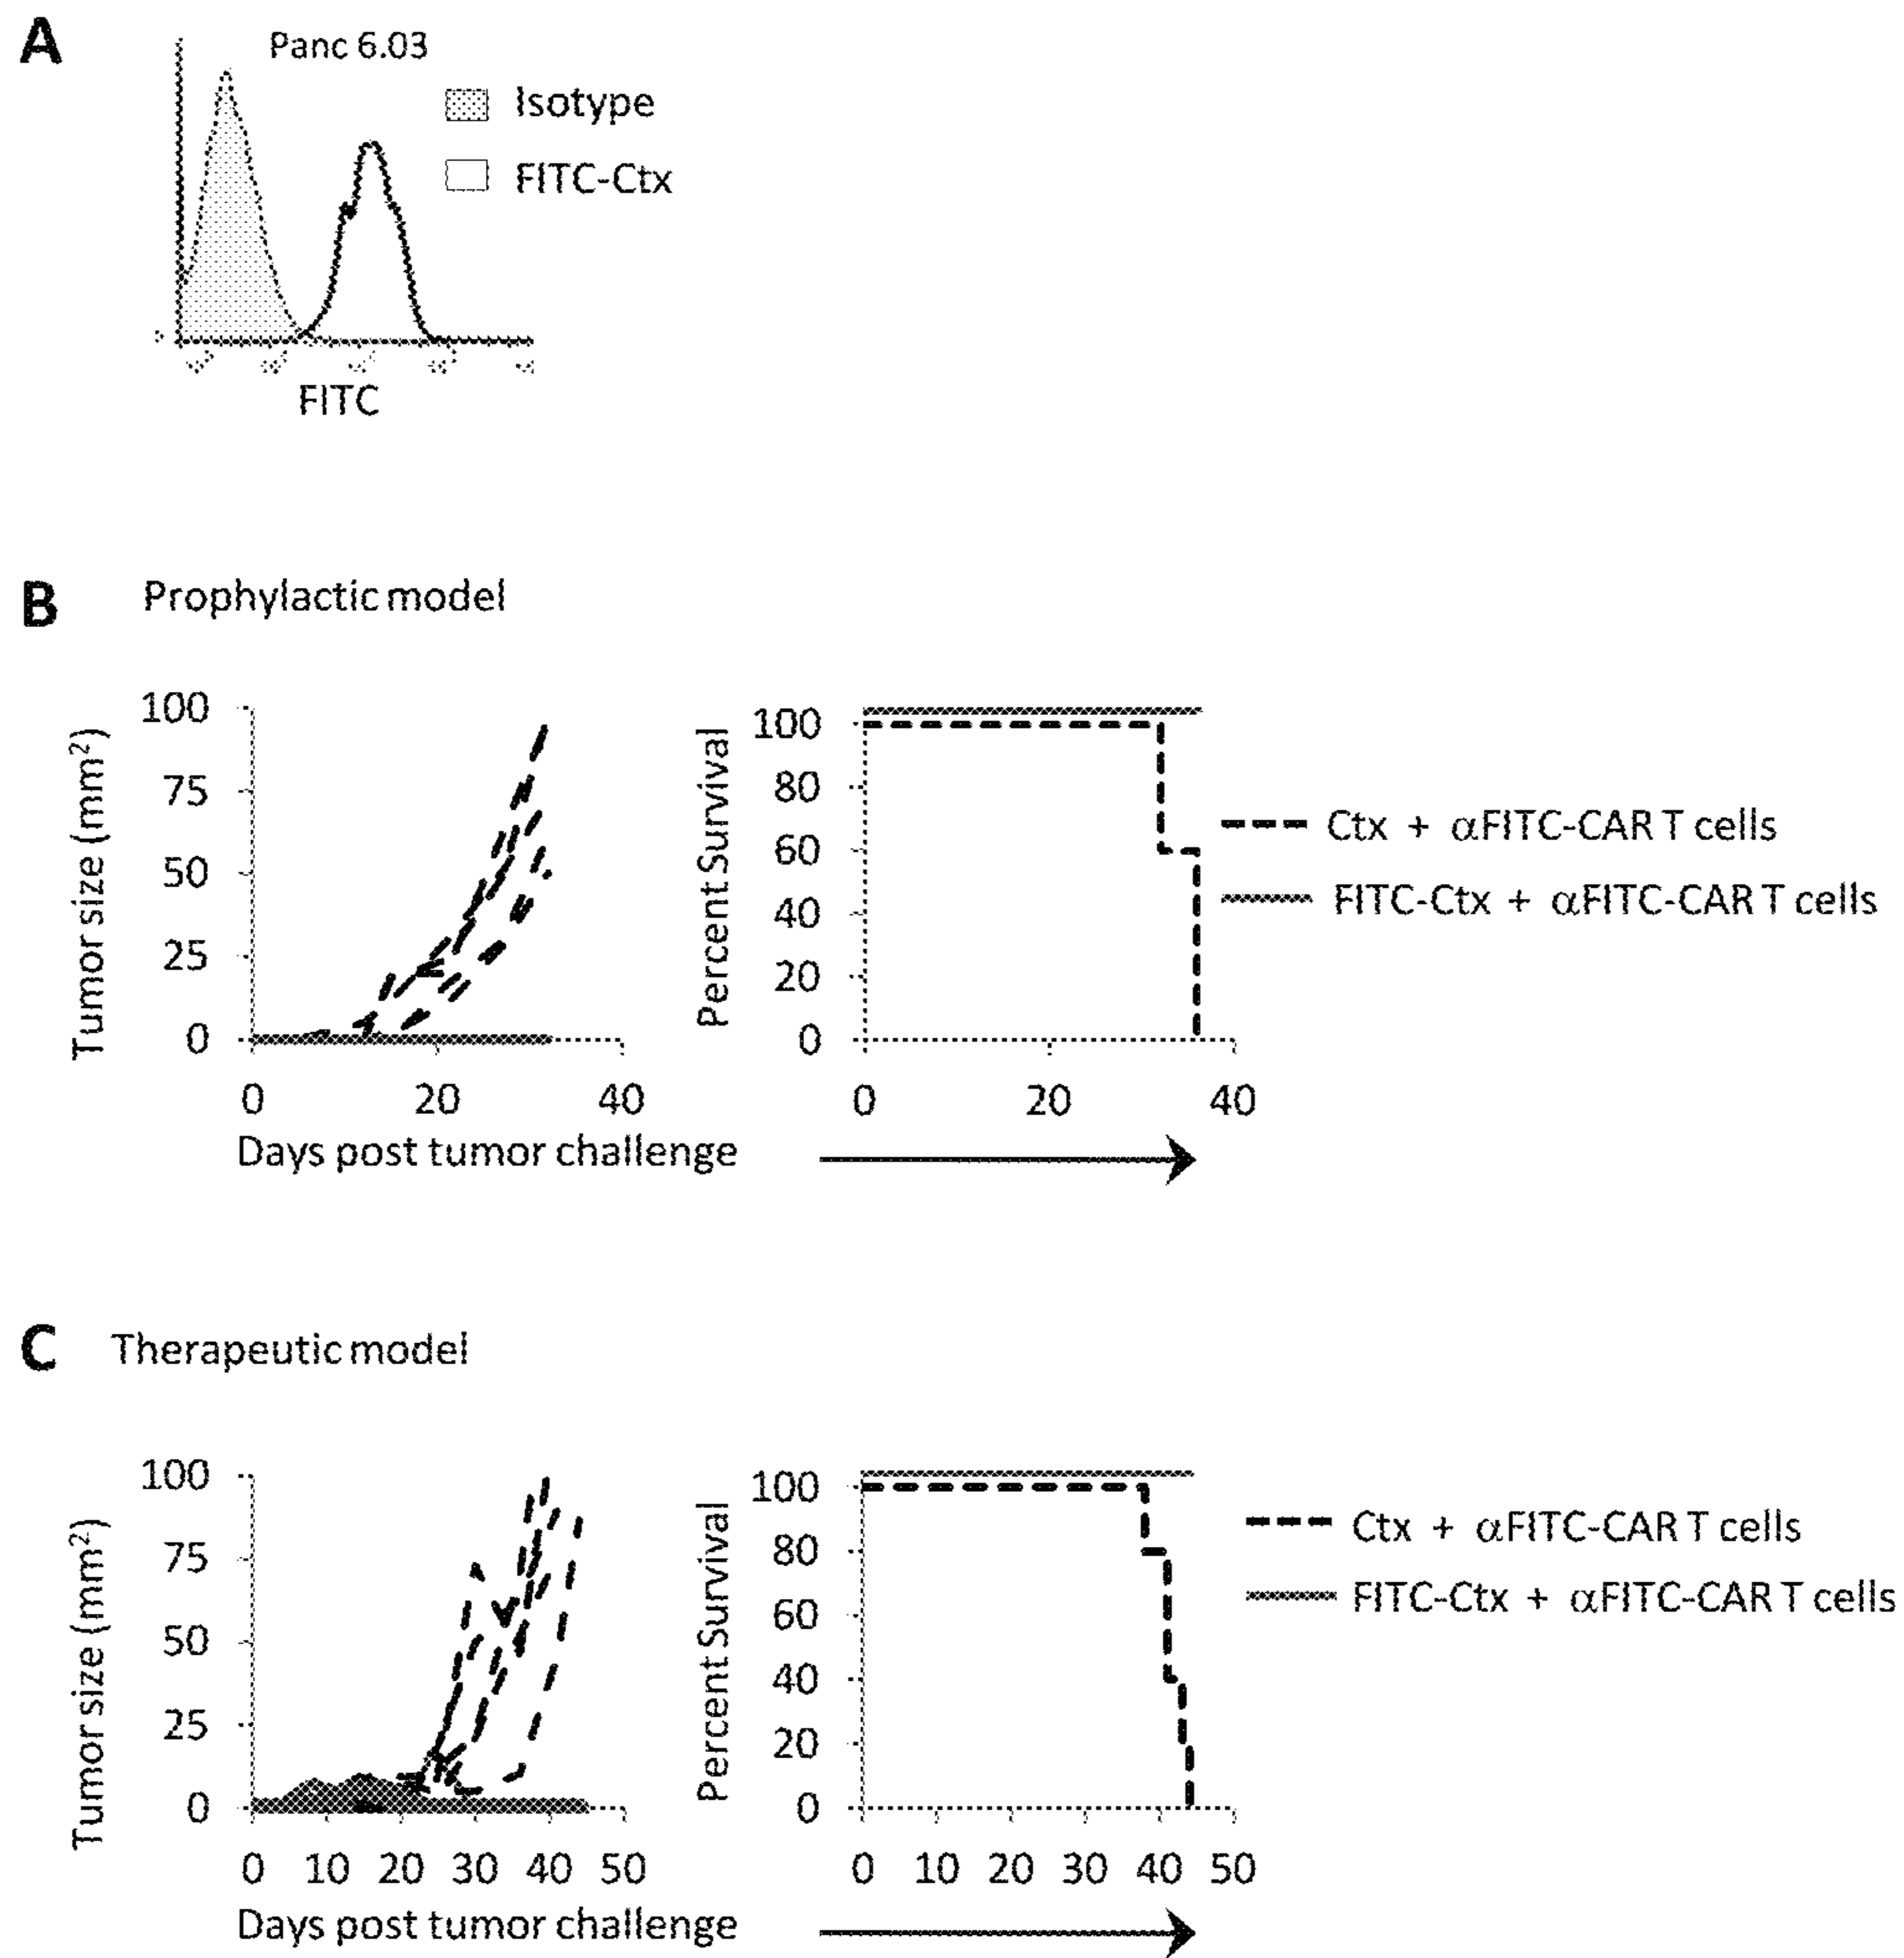 A
Panc 6.03
Isotype
FITC-Ctx
FITC
B Prophylactic model
Tumor size (mm²)
100
75
50
25
0
0 20 40
Percent Survival
100
80
60
40
20
0
0 20 40
Ctx + αFITC-CAR T cells
FITC-Ctx + αFITC-CAR T cells
Days post tumor challenge
C Therapeutic model
Tumor size (mm²)
100
75
50
25
0
0 10 20 30 40 50
Percent Survival
100
80
60
40
20
0
0 10 20 30 40 50
Ctx + αFITC-CAR T cells
FITC-Ctx + αFITC-CAR T cells
Days post tumor challenge